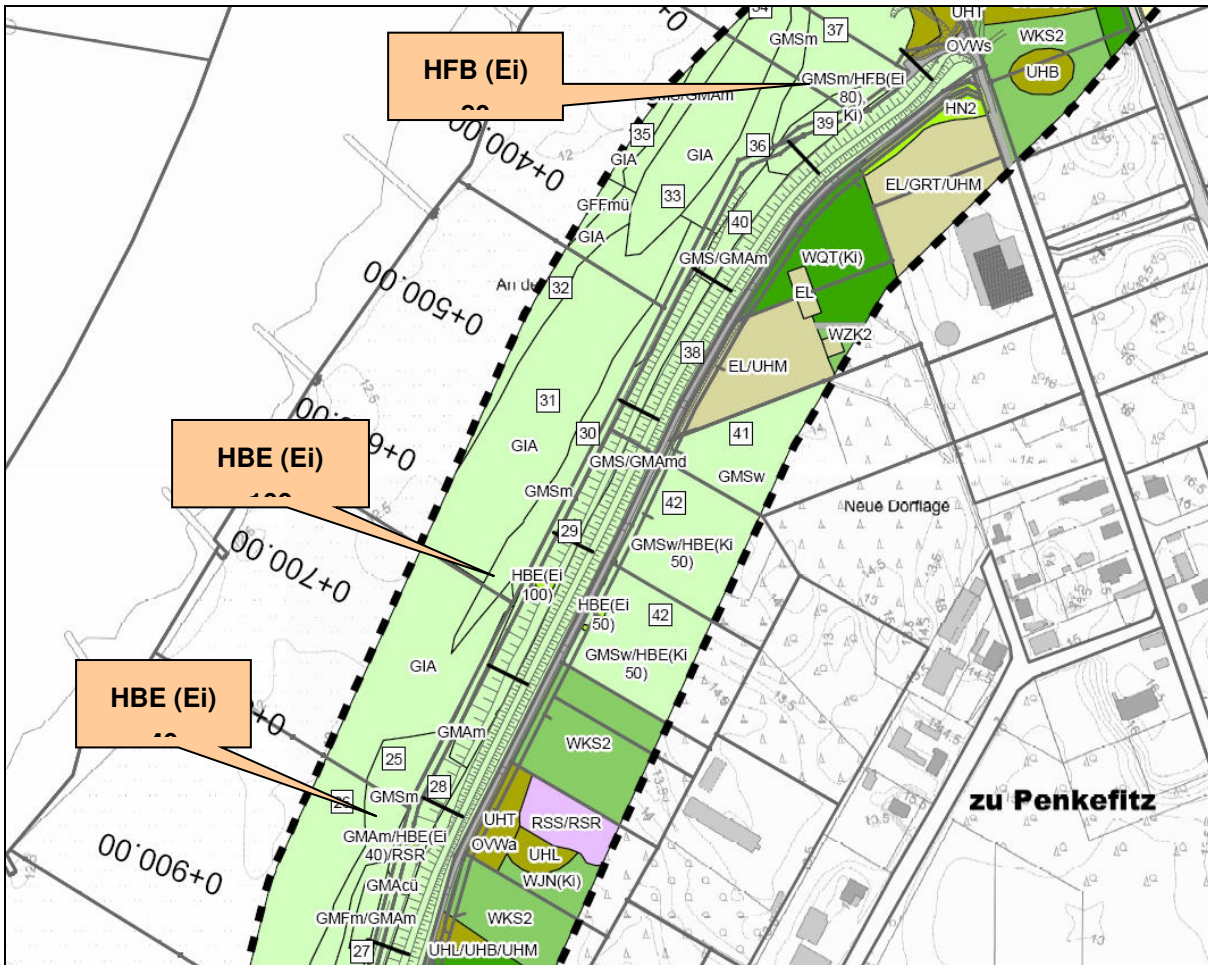 34
UHT
37
WKS2
GMSm
OVWs
HFB (Ei)
UHB
GMSm/HFB(Ei
80),
Ki)
HN2
35
39
0+400.00
36
GIA
GIA
EL/GRT/UHM
33
GFFmü
40
GIA
GMS/GMAm
WQT(Ki)
0+500.00
32
EL
WZK2
38
EL/UHM
31
30
41
GIA
HBE (Ei)
GMS/GMAmd
GMSw
GMSm
42
Neue Dorflage
29
GMSw/HBE(Ki
50)
0+700.00
HBE(Ei
100)
HBE(Ei
50)
42
GMSw/HBE(Ki
50)
GIA
HBE (Ei)
GMAm
WKS2
25
28
GMSm
zu Penkefitz
26
UHT
RSS/RSR
GMAm/HBE(Ei
40)/RSR
OVWa
UHL
0+900.00
GMAcü
WJN(Ki)
GMFm/GMAm
WKS2
27
UHL/UHB/UHM